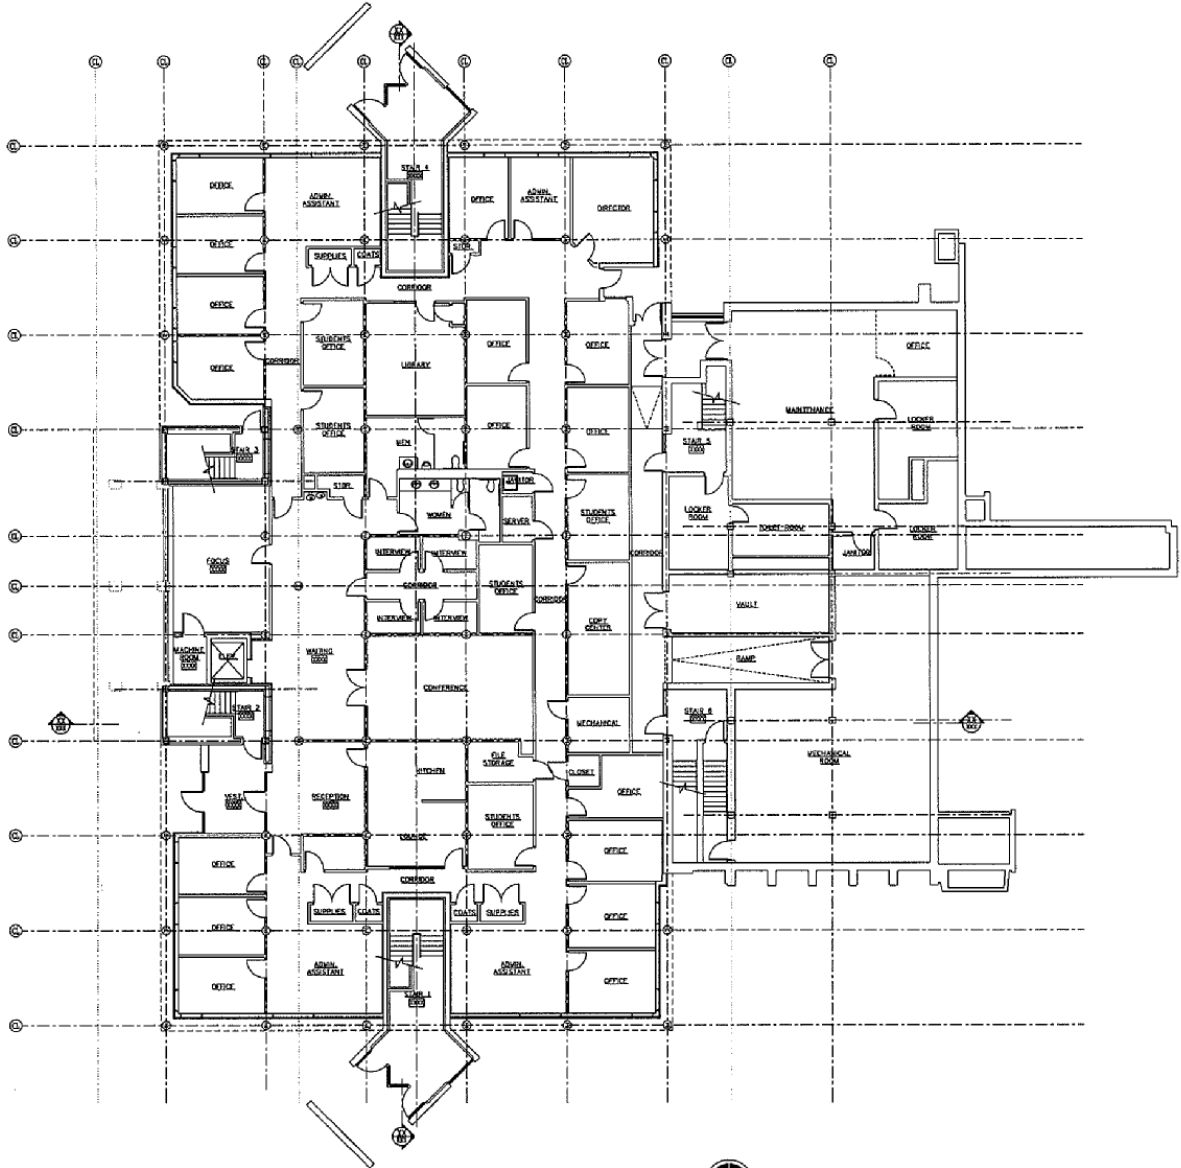 STAIR 4
OFFICE
ADMIN.
ASSISTANT
OFFICE
ADMIN.
ASSISTANT
DIRECTOR
OFFICE
SUPPLIES
COATS
STOR.
CORRIDOR
OFFICE
STUDENTS
OFFICE
LIBRARY
OFFICE
OFFICE
OFFICE
CORRIDOR
OFFICE
MAINTENANCE
LOCKER
ROOM
STUDENTS
OFFICE
MEN
OFFICE
OFFICE
STAIR 3
STAIR 5
STOR.
JANITOR
WOMEN
SERVER
STUDENTS
OFFICE
LOCKER
ROOM
TOILET ROOM
LOCKER
ROOM
JANITOR
FOCUS
INTERVIEW
INTERVIEW
CORRIDOR
CORRIDOR
STUDENTS
OFFICE
CORRIDOR
INTERVIEW
INTERVIEW
COPY
CENTER
VAULT
MACHINE
ROOM
ELEV.
WAITING
CONFERENCE
RAMP
STAIR 2
MECHANICAL
STAIR 6
MECHANICAL
ROOM
FILE
STORAGE
KITCHEN
CLOSET
OFFICE
VEST.
RECEPTION
STUDENTS
OFFICE
LOUNGE
OFFICE
OFFICE
CORRIDOR
SUPPLIES
COATS
COATS
SUPPLIES
OFFICE
OFFICE
ADMIN.
ASSISTANT
ADMIN.
ASSISTANT
OFFICE
OFFICE
STAIR 1